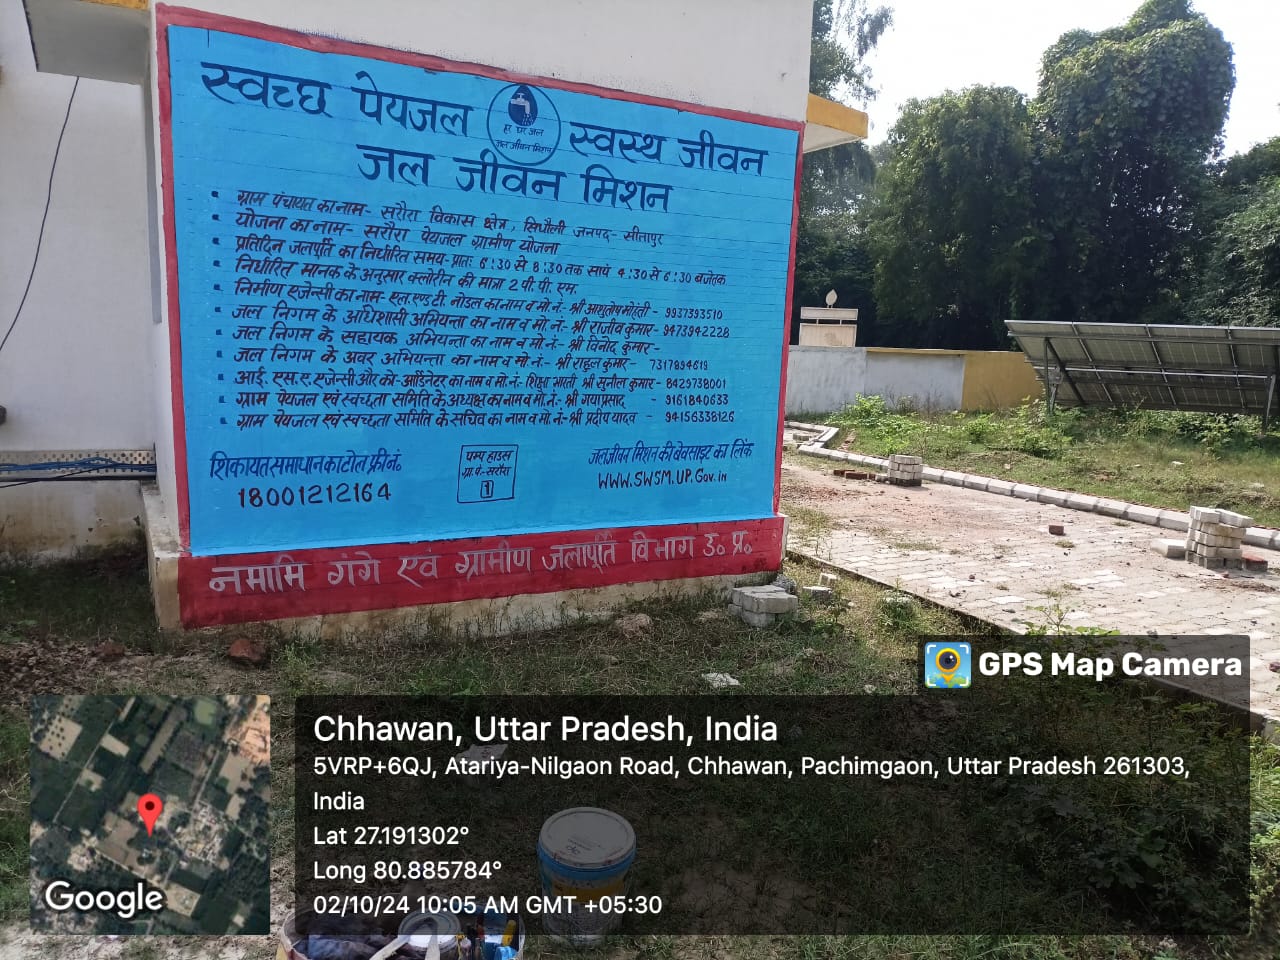 स्वच्छ पेयजल
हर घर जल
जल जीवन मिशन
स्वस्थ जीवन
जल जीवन मिशन
ग्राम पंचायत का नाम- सरौरा विकास क्षेत्र, सिधौली जनपद- सीतापुर
योजना का नाम- सरौरा पेयजल ग्रामीण योजना
प्रतिदिन जलपूर्ति का निर्धारित समय- प्रातः 6:30 से 8:30 तक सायं 4:30 से 6:30 बजे तक
निर्धारित मानक के अनुसार क्लोरीन की मात्रा 2 पी. पी. एम.
निर्माण एजेन्सी का नाम- एल.एण्ड टी. नोडल का नाम व मो. नं.- श्री आशुतोष मोहंती- 9937393510
जल निगम के अधिशासी अभियन्ता का नाम व मो. नं.- श्री राजीव कुमार- 9473942228
जल निगम के सहायक अभियन्ता का नाम व मो. नं.- श्री विनोद कुमार-
जल निगम के अवर अभियन्ता का नाम व मो. नं.- श्री राहुल कुमार- 7317894619
आई. एस. ए. एजेन्सी और को-आर्डिनेटर का नाम व मो. नं.- शिक्षा भारती श्री सुनील कुमार- 8429738001
ग्राम पेयजल एवं स्वच्छता समिति के अध्यक्ष का नाम व मो. नं.- श्री गयाप्रसाद - 9161840633
ग्राम पेयजल एवं स्वच्छता समिति के सचिव का नाम व मो. नं.- श्री प्रदीप यादव - 94156338126
शिकायत समाधान का टोल फ्री नं.
18001212164
पम्प हाउस
ग्रा. पं.- सरौरा
1
जल जीवन मिशन की वेबसाइट का लिंक
WWW.SWSM.UP.Gov.in
नमामि गंगे एवं ग्रामीण जलापूर्ति विभाग उ० प्र०
GPS Map Camera
Chhawan, Uttar Pradesh, India
5VRP+6QJ, Atariya-Nilgaon Road, Chhawan, Pachimgaon, Uttar Pradesh 261303,
India
Lat 27.191302°
Long 80.885784°
02/10/24 10:05 AM GMT +05:30
Google